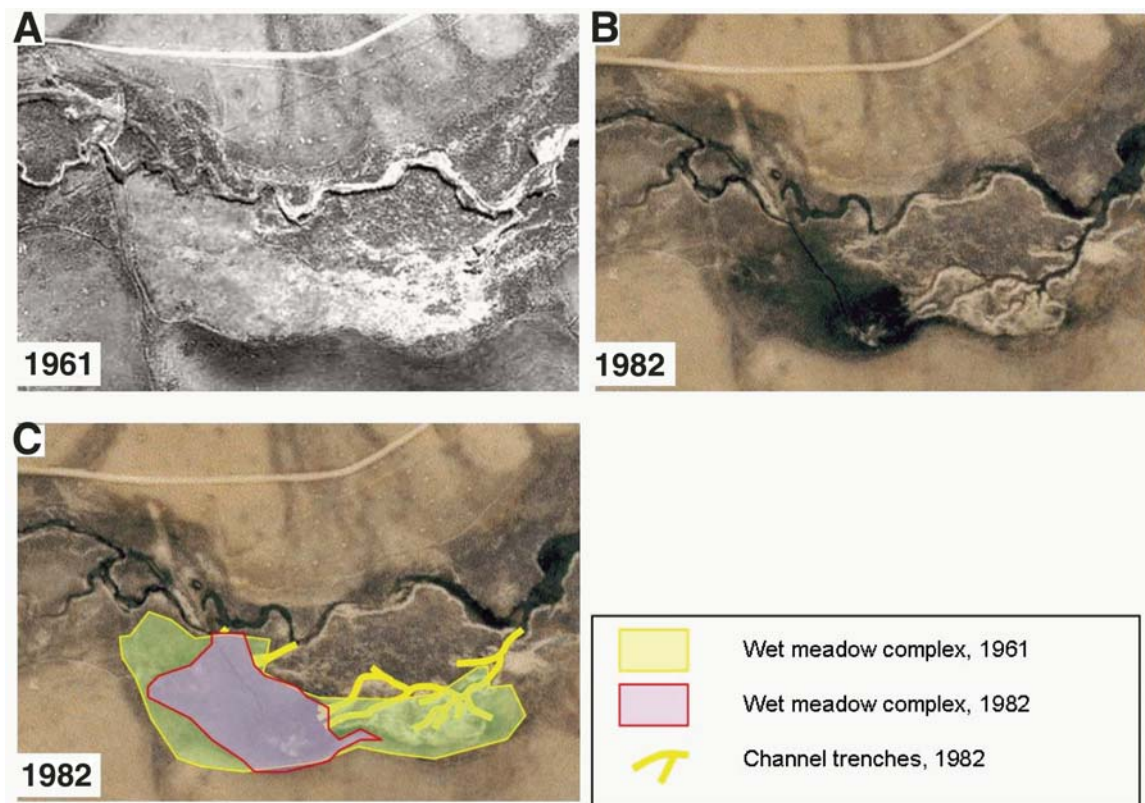 A
1961
B
1982
C
1982
Wet meadow complex, 1961
Wet meadow complex, 1982
Channel trenches, 1982